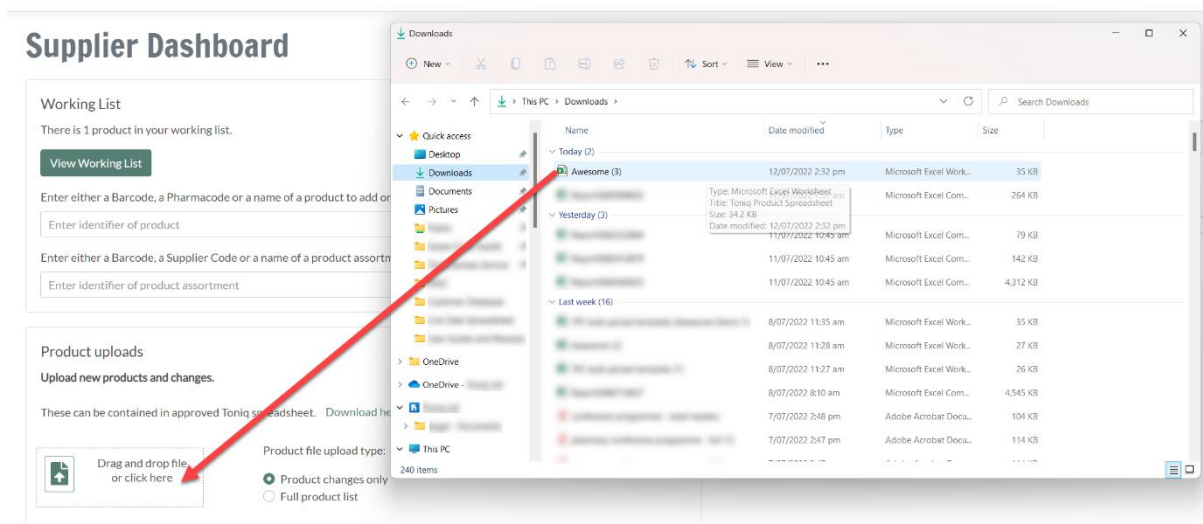 Supplier Dashboard
Working List
There is 1 product in your working list.
View Working List
Enter either a Barcode, a Pharmacode or a name of a product to add or
Enter identifier of product
Enter either a Barcode, a Supplier Code or a name of a product assortm
Enter identifier of product assortment
Product uploads
Upload new products and changes.
These can be contained in approved Toniq spreadsheet. Download he
Drag and drop file
or click here
Product file upload type:
Product changes only
Full product list
Downloads
New
Sort
View
This PC > Downloads >
Search Downloads
Quick access
Desktop
Downloads
Documents
Pictures
OneDrive
OneDrive -
This PC
Name Date modified Type Size
Today (2)
Awesome (3) 12/07/2022 2:32 pm Microsoft Excel Work... 35 KB
Microsoft Excel Com... 264 KB
Type: Microsoft Excel Worksheet
Title: Toniq Product Spreadsheet
Size: 34.2 KB
Date modified: 12/07/2022 2:32 pm
Yesterday (3)
11/07/2022 10:45 am Microsoft Excel Com... 79 KB
11/07/2022 10:45 am Microsoft Excel Com... 142 KB
11/07/2022 10:45 am Microsoft Excel Com... 4,312 KB
Last week (16)
8/07/2022 11:35 am Microsoft Excel Work... 35 KB
8/07/2022 11:28 am Microsoft Excel Work... 27 KB
8/07/2022 11:27 am Microsoft Excel Work... 26 KB
8/07/2022 8:10 am Microsoft Excel Com... 4,545 KB
7/07/2022 2:48 pm Adobe Acrobat Docu... 104 KB
7/07/2022 2:47 pm Adobe Acrobat Docu... 114 KB
240 items